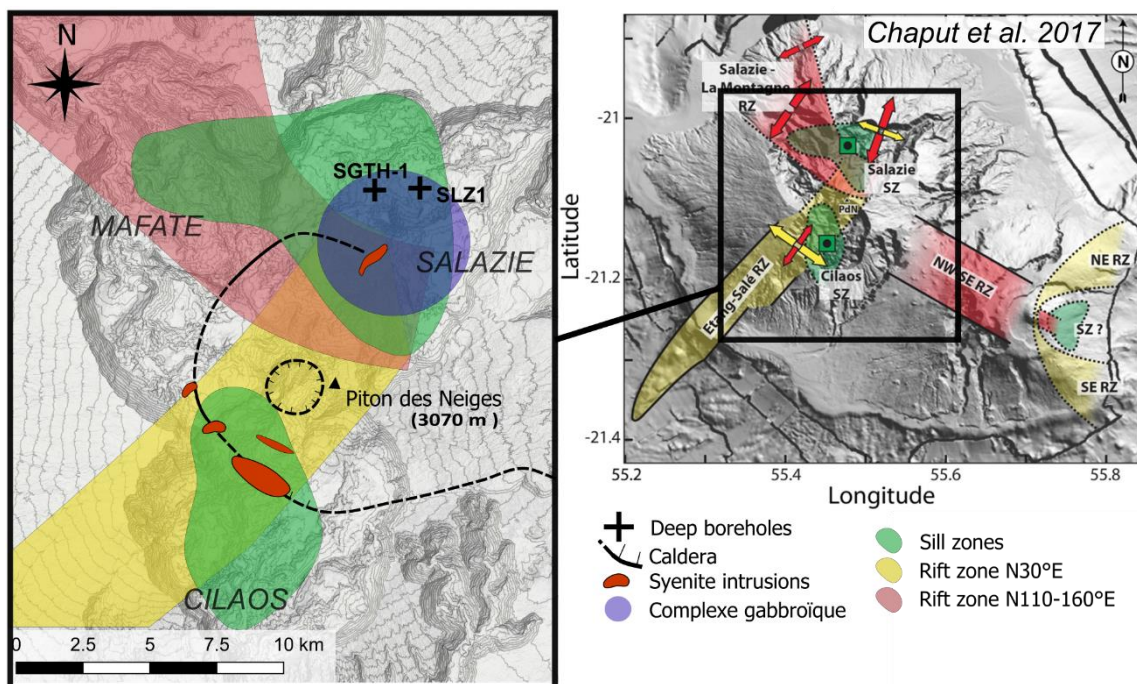 N
SGTH-1
SLZ1
MAFATE
SALAZIE
Piton des Neiges
(3070 m )
CILAOS
0 2.5 5 7.5 10 km
Chaput et al. 2017
N
Salazie -
La Montagne
RZ
Salazie
SZ
PdN
Cilaos
SZ
Etang-Salé RZ
NW-SE RZ
NE RZ
SZ ?
SE RZ
Latitude
-21
-21.2
-21.4
55.2 55.4 55.6 55.8
Longitude
Deep boreholes
Caldera
Syenite intrusions
Complexe gabbroïque
Sill zones
Rift zone N30°E
Rift zone N110-160°E